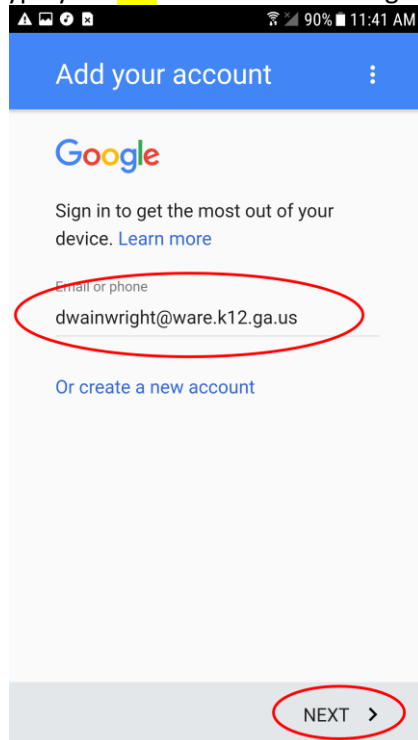 90% 11:41 AM
Add your account
Google
Sign in to get the most out of your
device. Learn more
Email or phone
dwainwright@ware.k12.ga.us
Or create a new account
NEXT